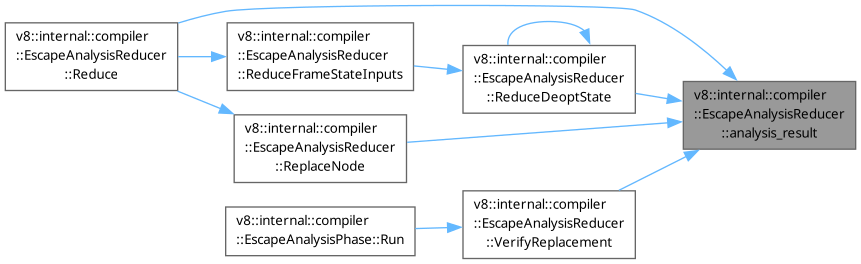 v8::internal::compiler
::EscapeAnalysisReducer
::Reduce
v8::internal::compiler
::EscapeAnalysisReducer
::ReduceFrameStateInputs
v8::internal::compiler
::EscapeAnalysisReducer
::ReduceDeoptState
v8::internal::compiler
::EscapeAnalysisReducer
::analysis_result
v8::internal::compiler
::EscapeAnalysisReducer
::ReplaceNode
v8::internal::compiler
::EscapeAnalysisPhase::Run
v8::internal::compiler
::EscapeAnalysisReducer
::VerifyReplacement